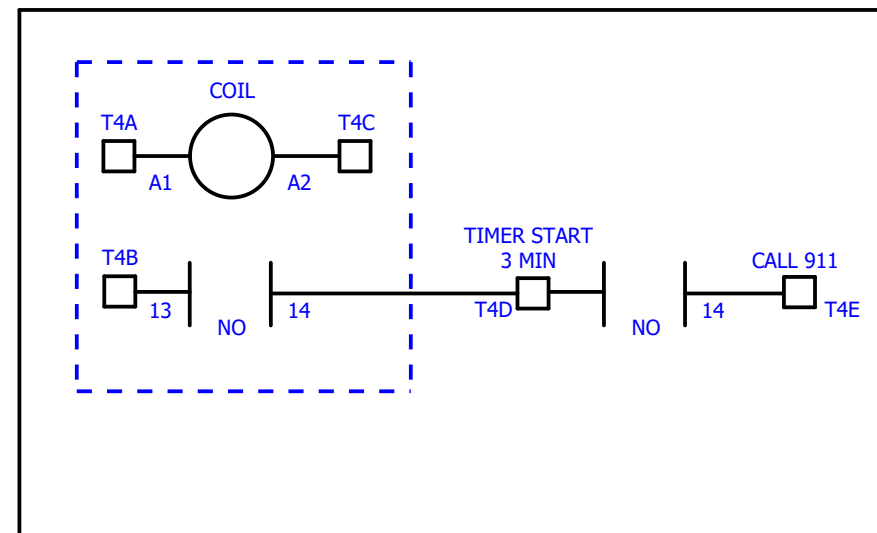 COIL
T4A
T4C
A1
A2
T4B
13
NO
14
TIMER START
3 MIN
T4D
NO
14
CALL 911
T4E